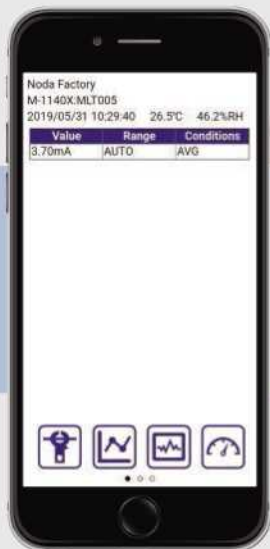 Noda Factory
M-1140X:MLT005
2019/05/31 10:29:40 26.5℃ 46.2%RH
Value Range Conditions
3.70mA AUTO AVG